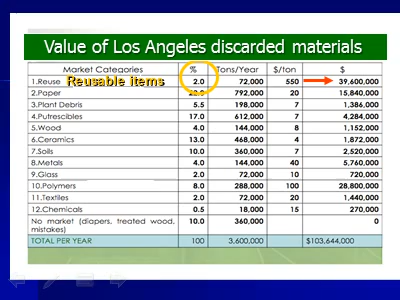 Value of Los Angeles discarded materials
Market Categories % Tons/Year $/ton $
1.Reuse Reusable items 2.0 72,000 550 39,600,000
2.Paper 22.0 792,000 20 15,840,000
3.Plant Debris 5.5 198,000 7 1,386,000
4.Putrescibles 17.0 612,000 7 4,284,000
5.Wood 4.0 144,000 8 1,152,000
6.Ceramics 13.0 468,000 4 1,872,000
7.Soils 10.0 360,000 7 2,520,000
8.Metals 4.0 144,000 40 5,760,000
9.Glass 2.0 72,000 10 720,000
10.Polymers 8.0 288,000 100 28,800,000
11.Textiles 2.0 72,000 20 1,440,000
12.Chemicals 0.5 18,000 15 270,000
No market (diapers, treated wood, 10.0 360,000 0
mistakes)
TOTAL PER YEAR 100 3,600,000 $103,644,000